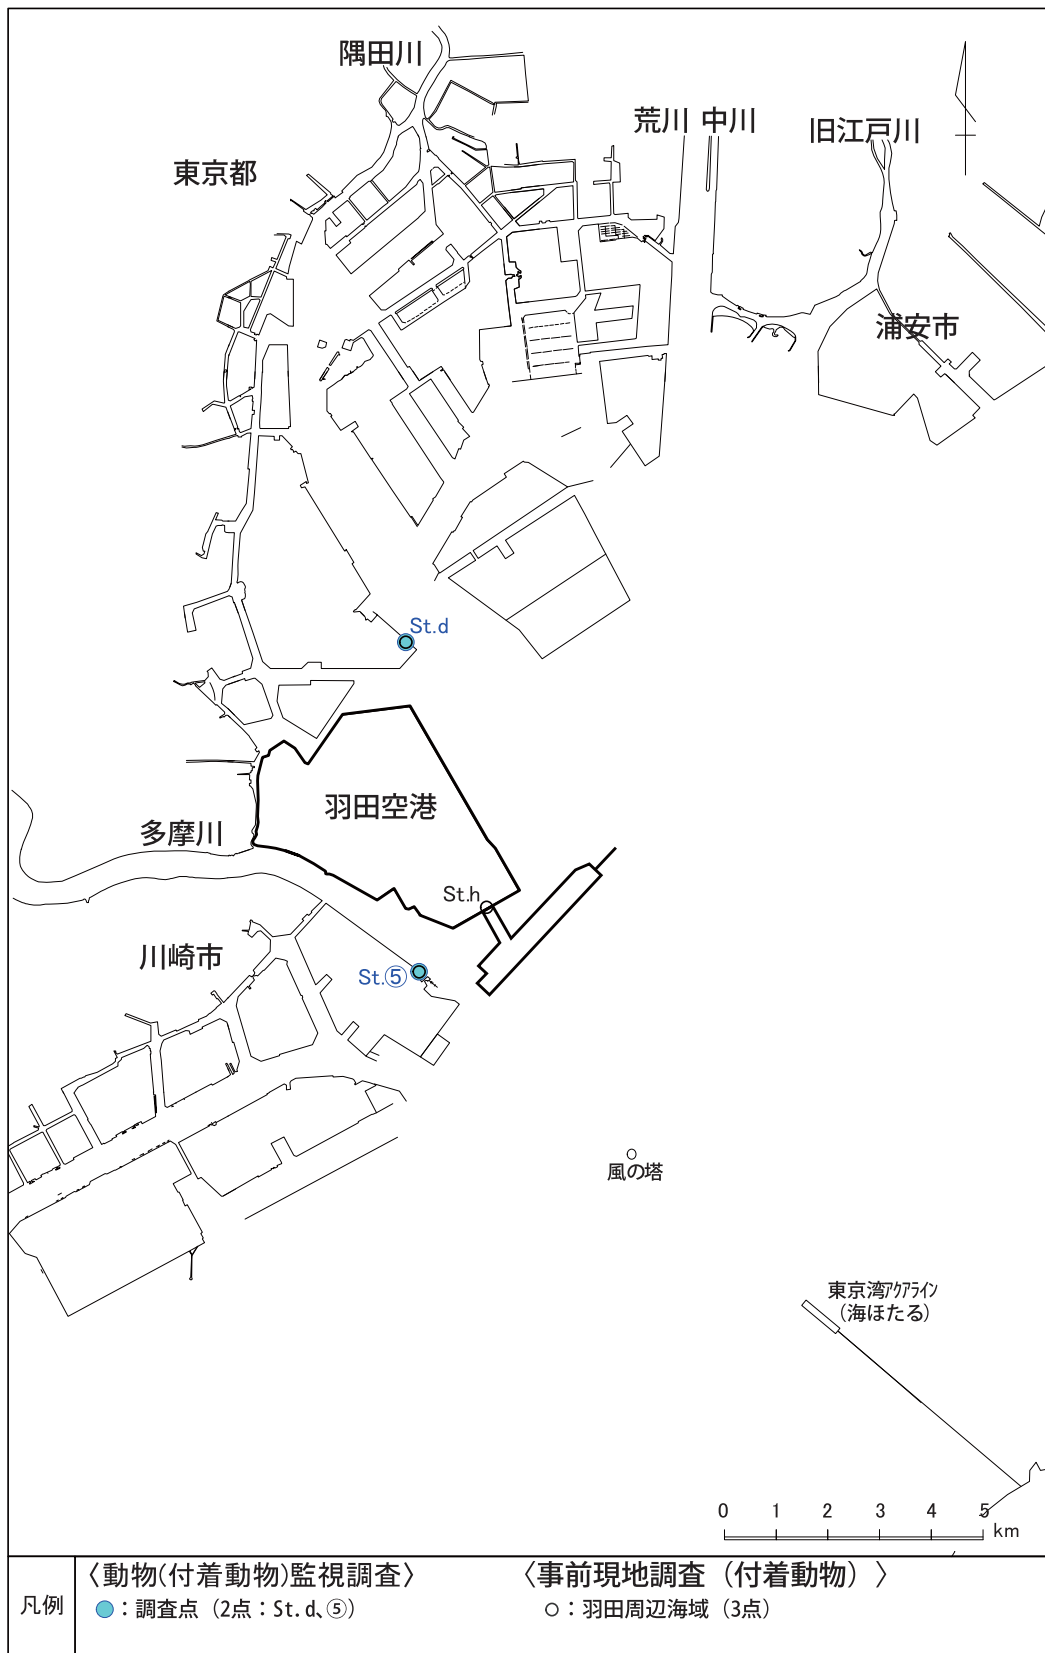 隅田川
荒川 中川
旧江戸川
東京都
浦安市
St.d
羽田空港
多摩川
St.h
川崎市
St.⑤
風の塔
東京湾アクアライン
(海ほたる)
0 1 2 3 4 5
km
凡例
〈動物(付着動物)監視調査〉
：調査点（2点：St.d、⑤）
〈事前現地調査（付着動物）〉
○：羽田周辺海域（3点）